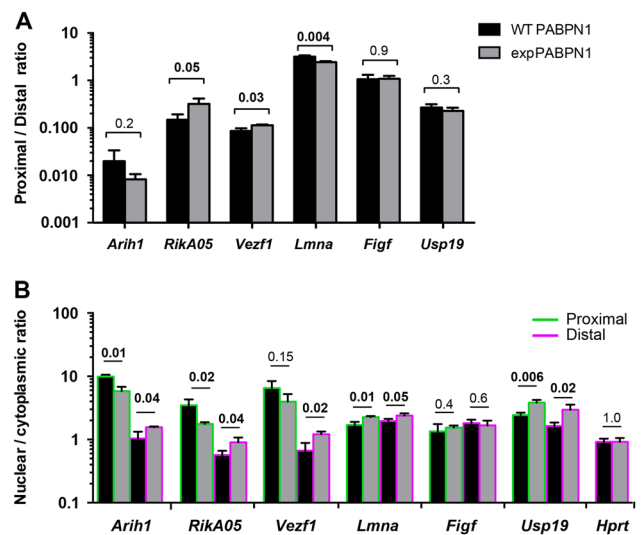 A
WT PABPN1
expPABPN1
Proximal / Distal ratio
10
1
0.100
0.010
0.001
0.2
0.05
0.03
0.004
0.9
0.3
Arih1 RikA05 Vezf1 Lmna Figf Usp19
B
Proximal
Distal
Nuclear / cytoplasmic ratio
100
10
1
0.1
0.01 0.04 0.02 0.04 0.15 0.02 0.01 0.05 0.4 0.6 0.006 0.02 1.0
Arih1 RikA05 Vezf1 Lmna Figf Usp19 Hprt